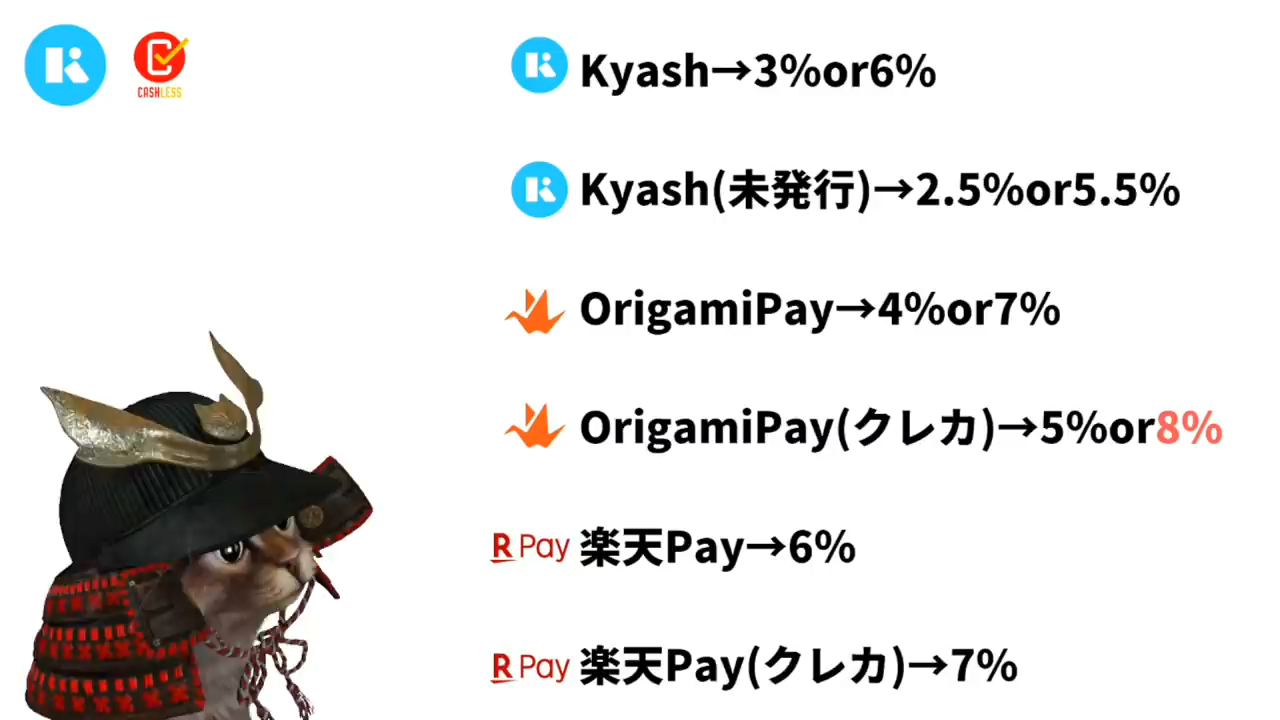 CASHLESS
Kyash→3%or6%
Kyash(未発行)→2.5%or5.5%
OrigamiPay→4%or7%
OrigamiPay(クレカ)→5%or8%
R Pay 楽天Pay→6%
R Pay 楽天Pay(クレカ)→7%